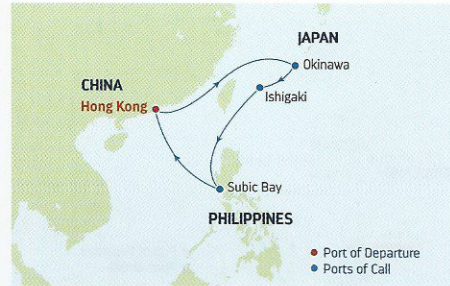 JAPAN
Okinawa
CHINA
Ishigaki
Hong Kong
Subic Bay
PHILIPPINES
Port of Departure
Ports of Call